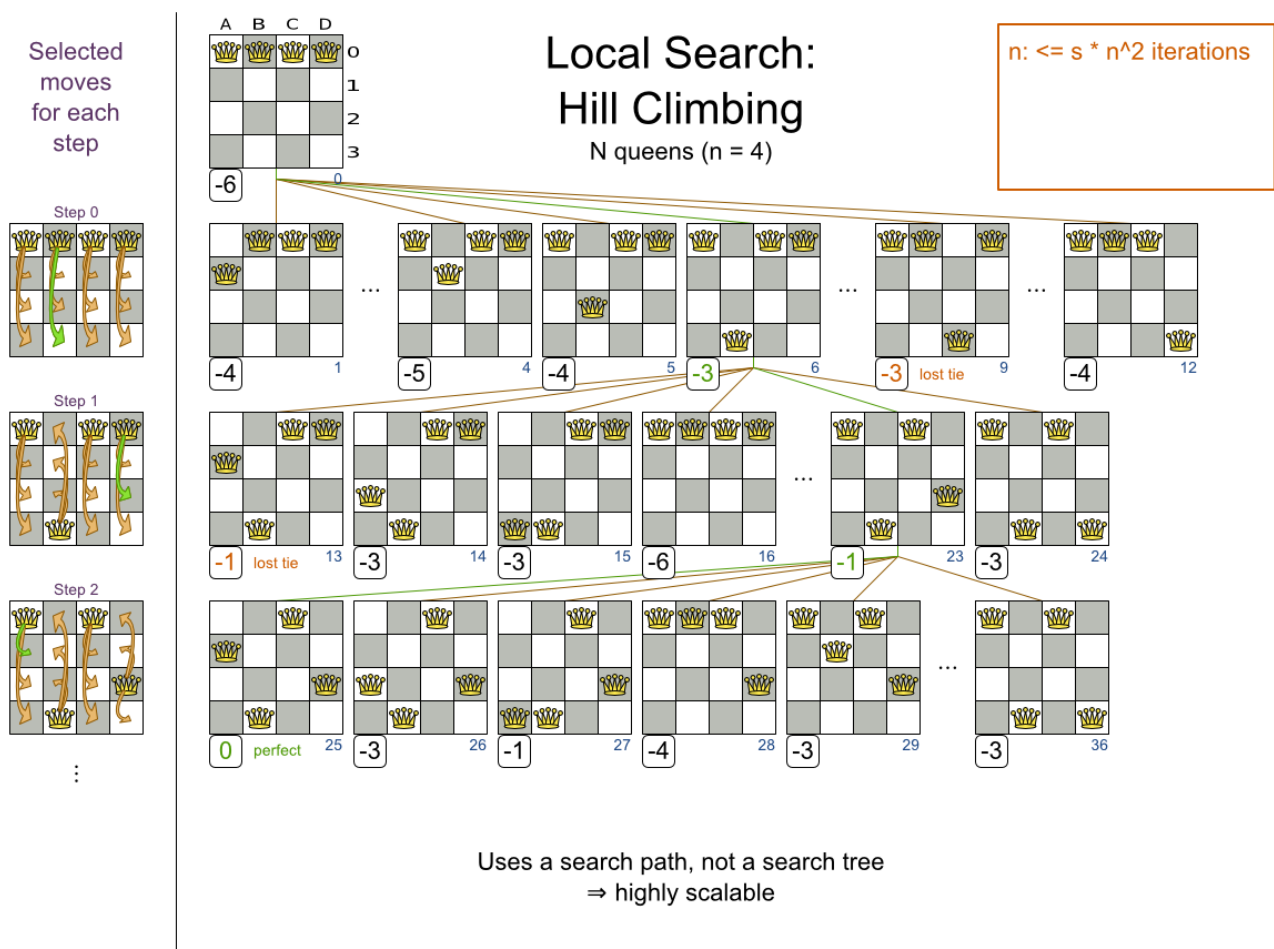 A B C D
0
1
2
3
Selected
moves
for each
step
Local Search:
Hill Climbing
N queens (n = 4)
n: <= s * n^2 iterations
-6
0
Step 0
...
...
...
-4
1
-5
4
-4
5
-3
6
-3
lost tie
9
-4
12
Step 1
...
-1
lost tie
13
-3
14
-3
15
-6
16
-1
23
-3
24
Step 2
...
0
perfect
25
-3
26
-1
27
-4
28
-3
29
-3
36
⋮
Uses a search path, not a search tree
⇒ highly scalable